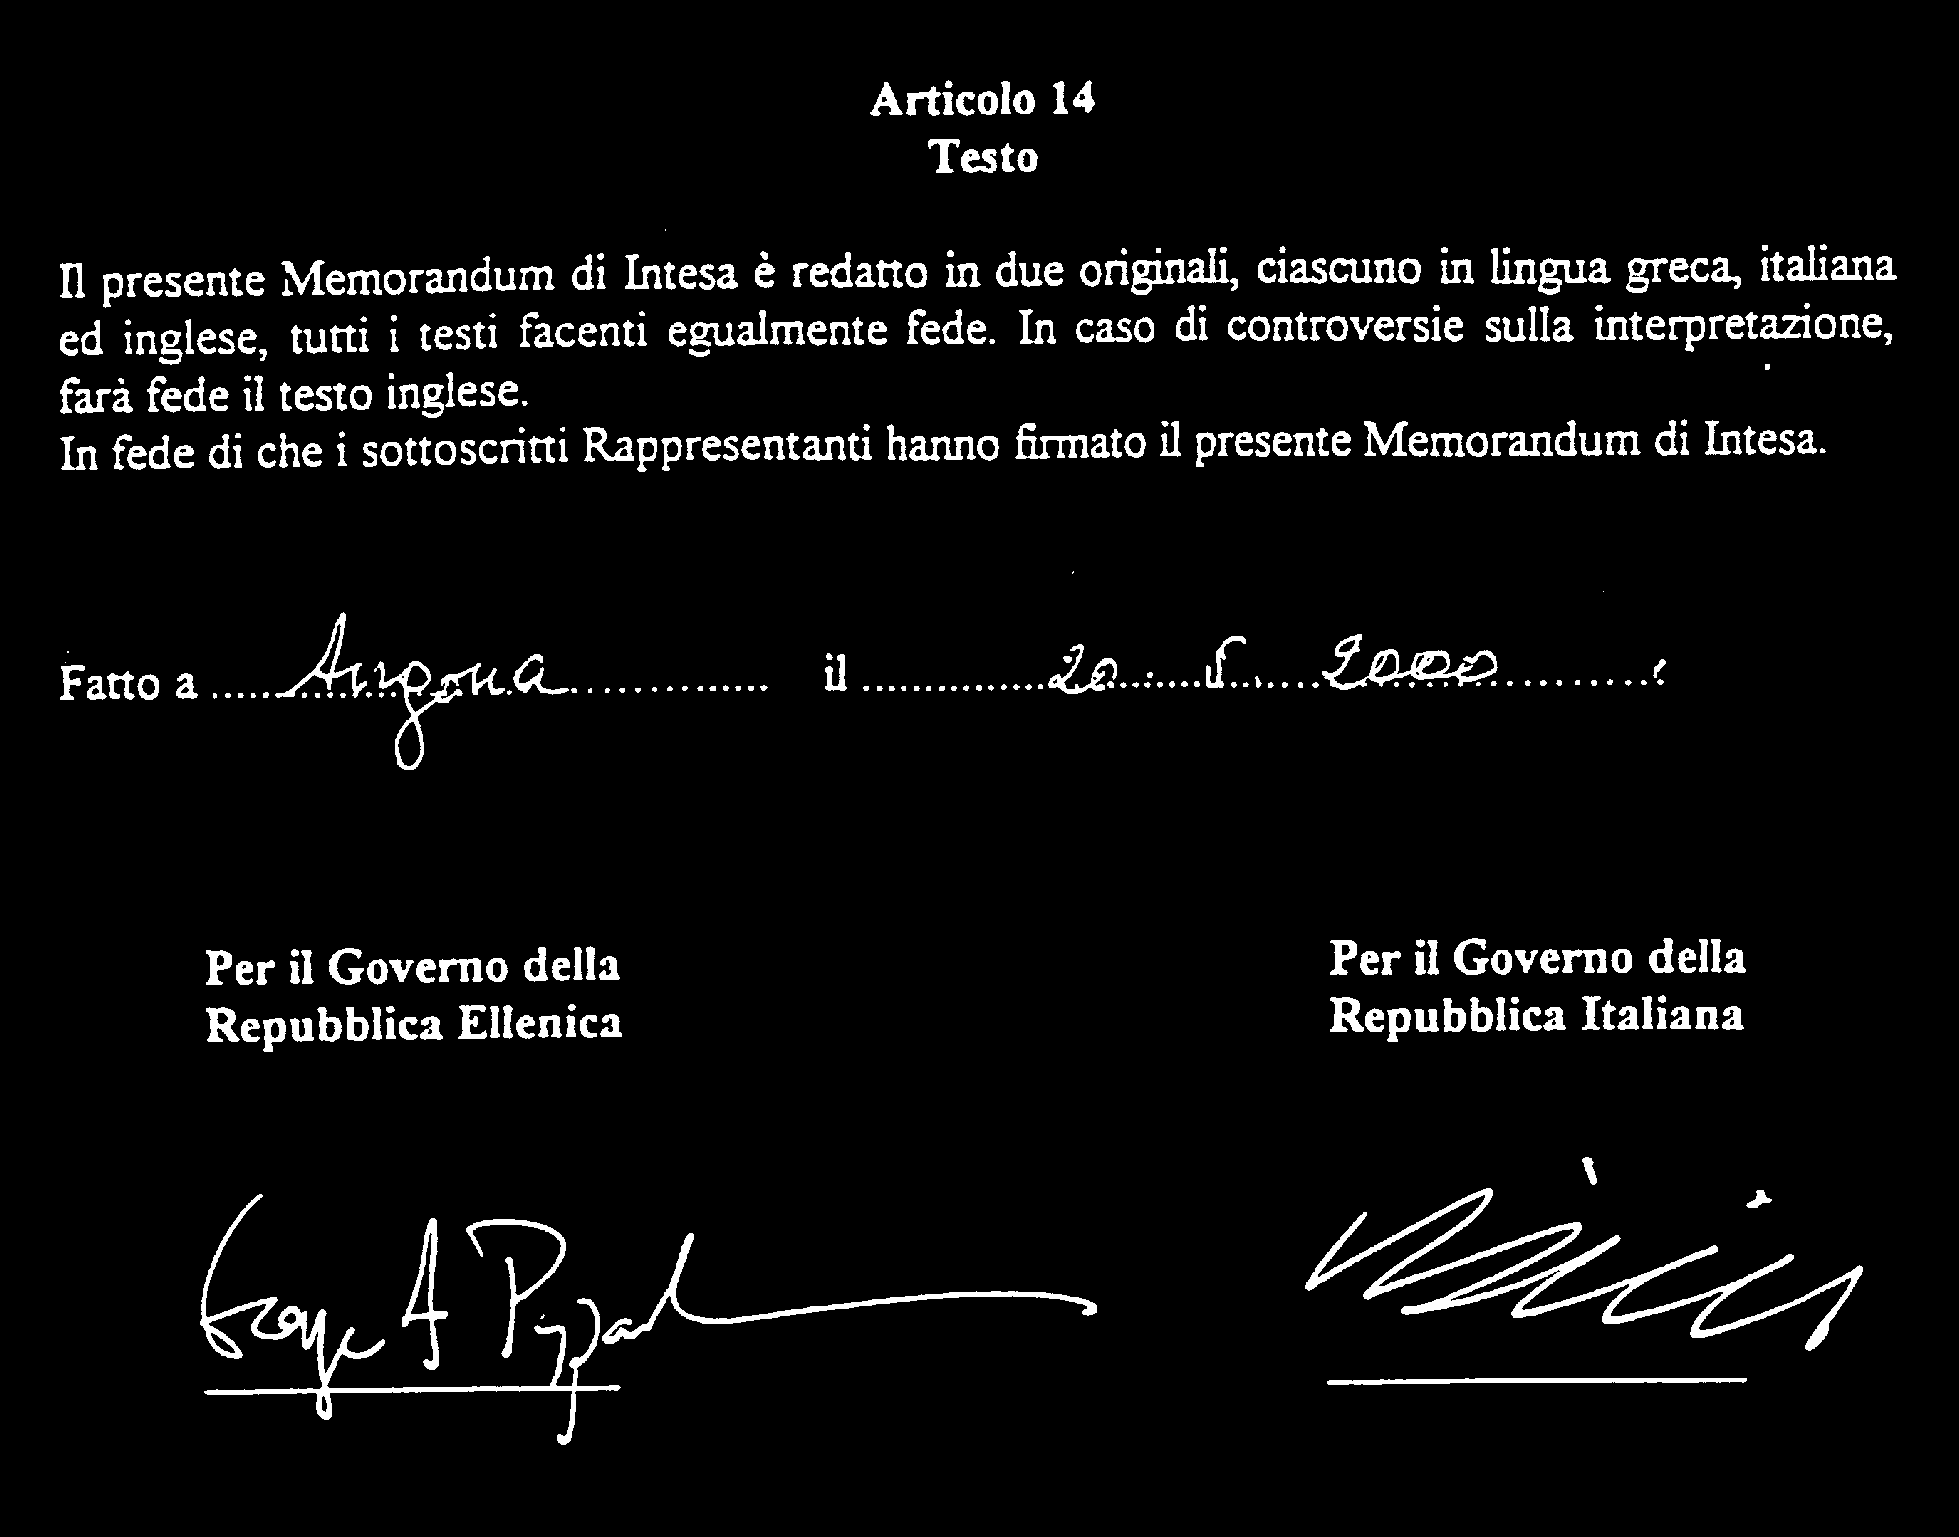 Articolo 14
Testo
Il presente Memorandum di Intesa è redatto in due originali, ciascuno in lingua greca, italiana
ed inglese, tutti i testi facenti egualmente fede. In caso di controversie sulla interpretazione,
farà fede il testo inglese.
In fede di che i sottoscritti Rappresentanti hanno firmato il presente Memorandum di Intesa.
Fatto a ...................... il ............ 20 ... 5 ... 2000 ............
Per il Governo della
Repubblica Ellenica
Per il Governo della
Repubblica Italiana
George A P